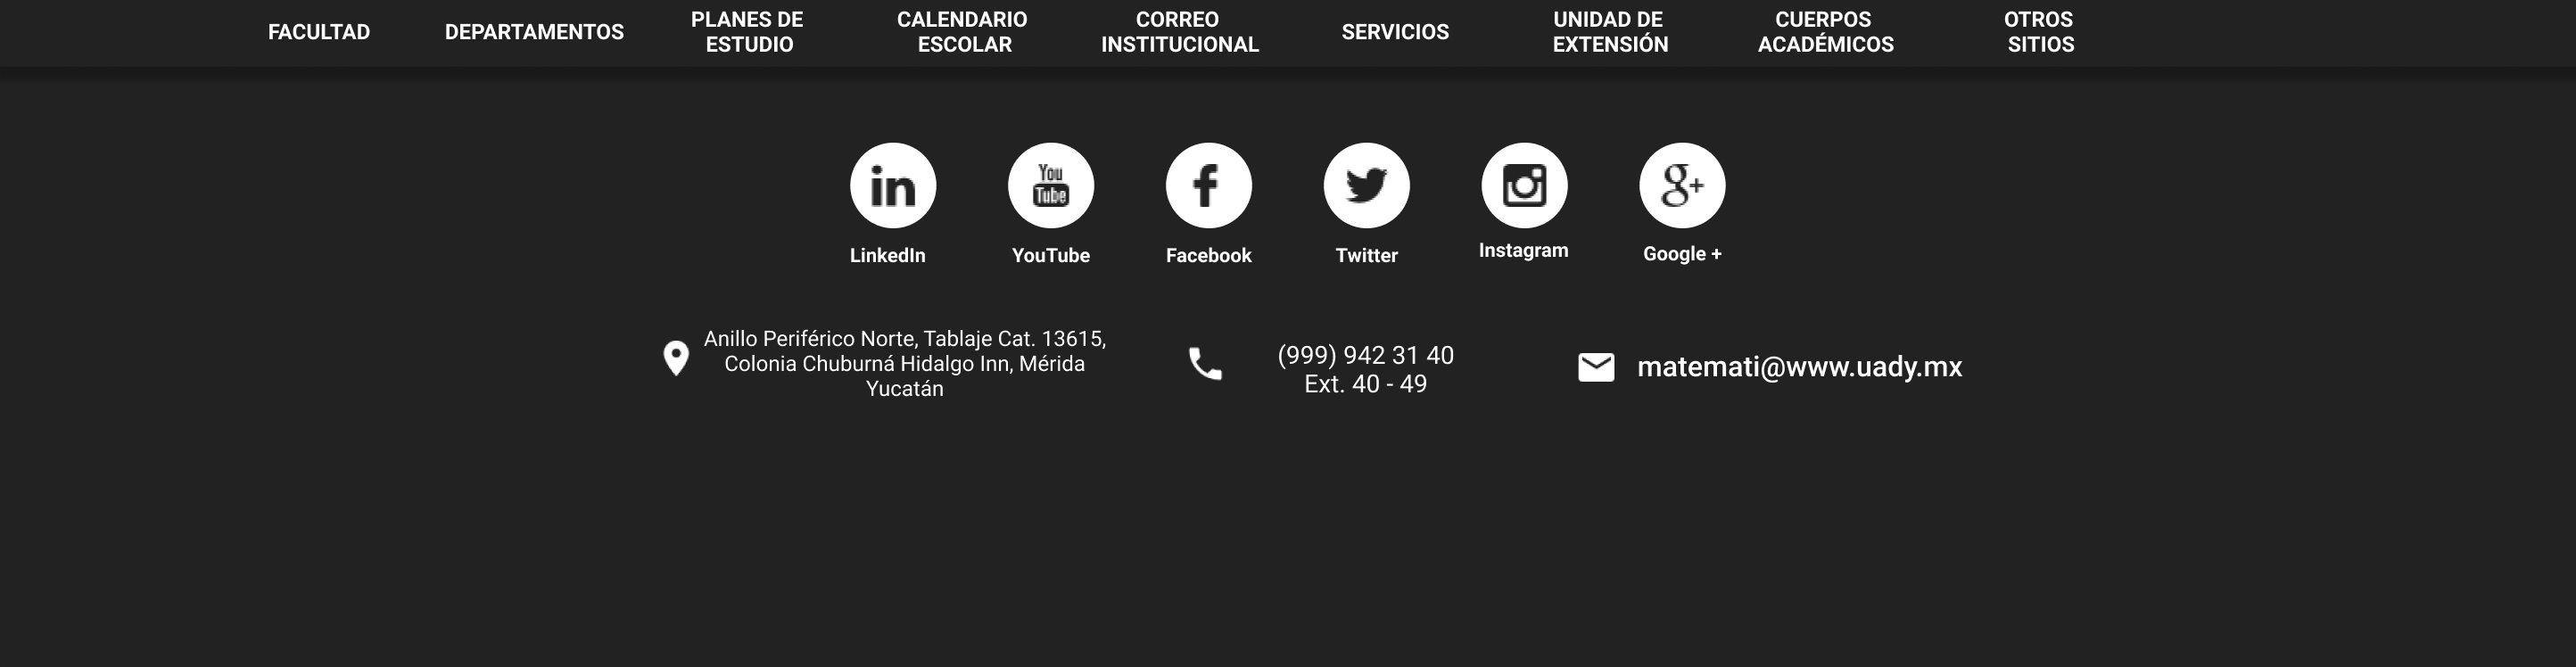 FACULTAD
DEPARTAMENTOS
PLANES DE
ESTUDIO
CALENDARIO
ESCOLAR
CORREO
INSTITUCIONAL
SERVICIOS
UNIDAD DE
EXTENSIÓN
CUERPOS
ACADÉMICOS
OTROS
SITIOS
in
You
Tube
f
g+
LinkedIn
YouTube
Facebook
Twitter
Instagram
Google +
Anillo Periférico Norte, Tablaje Cat. 13615,
Colonia Chuburná Hidalgo Inn, Mérida
Yucatán
(999) 942 31 40
Ext. 40 - 49
matemati@www.uady.mx